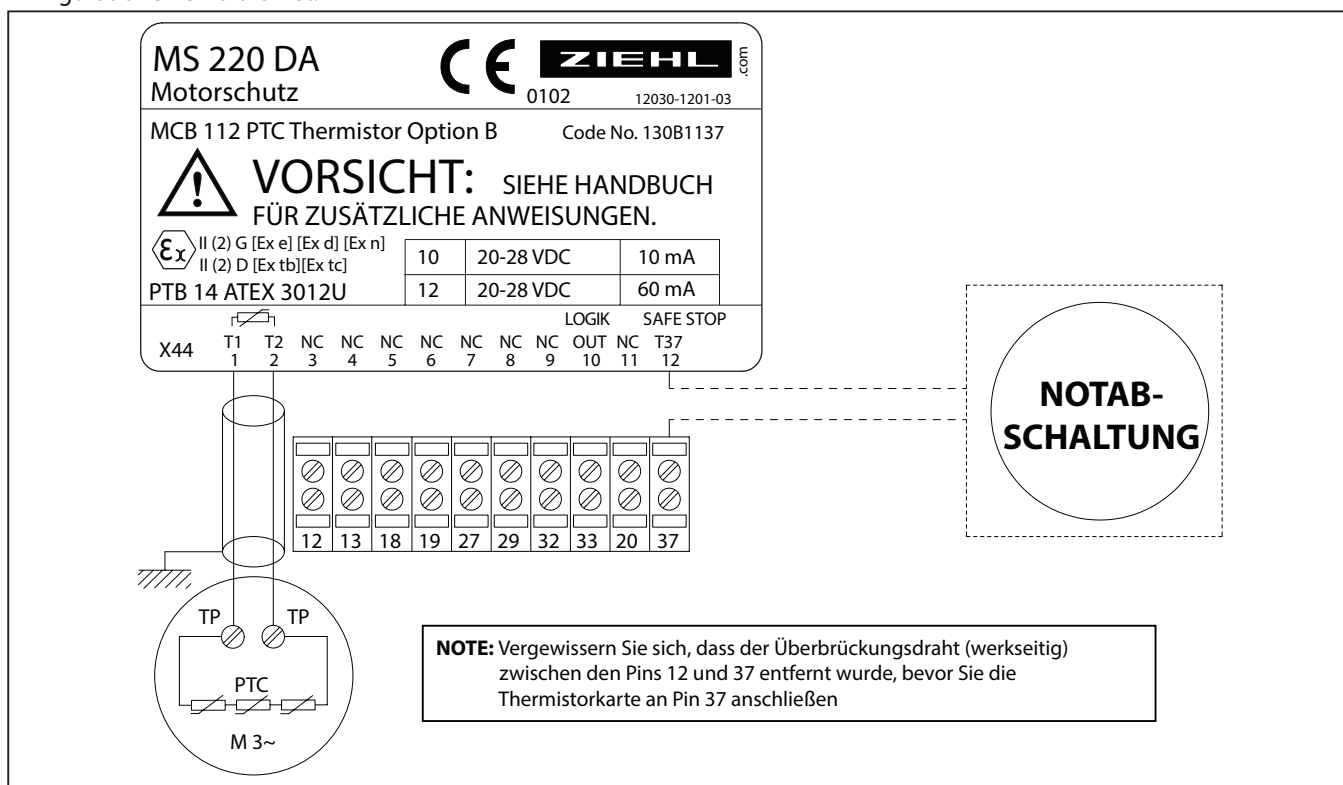 MS 220 DA
Motorschutz
CE
0102
ZIEHL
.com
12030-1201-03
MCB 112 PTC Thermistor Option B
Code No. 130B1137
VORSICHT: SIEHE HANDBUCH
FÜR ZUSÄTZLICHE ANWEISUNGEN.
Ex
II (2) G [Ex e] [Ex d] [Ex n]
II (2) D [Ex tb][Ex tc]
PTB 14 ATEX 3012U
10 20-28 VDC 10 mA
12 20-28 VDC 60 mA
LOGIK SAFE STOP
X44
T1 T2 NC NC NC NC NC NC NC OUT NC T37
1 2 3 4 5 6 7 8 9 10 11 12
NOTAB-
SCHALTUNG
12 13 18 19 27 29 32 33 20 37
TP TP
PTC
M 3~
NOTE: Vergewissern Sie sich, dass der Überbrückungsdraht (werkseitig)
zwischen den Pins 12 und 37 entfernt wurde, bevor Sie die
Thermistorkarte an Pin 37 anschließen